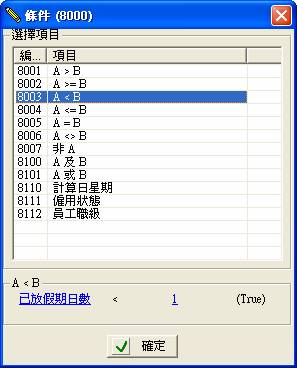 條件 (8000)
選擇項目
編... 項目
8001 A > B
8002 A >= B
8003 A < B
8004 A <= B
8005 A = B
8006 A <> B
8007 非 A
8100 A 及 B
8101 A 或 B
8110 計算日星期
8111 僱用狀態
8112 員工職級
A < B
已放假期日數 < 1 (True)
確定